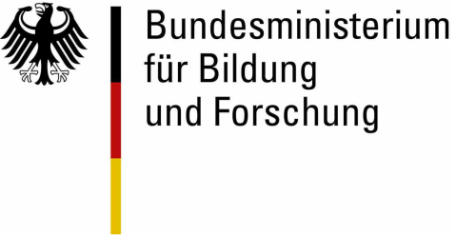 Bundesministerium
für Bildung
und Forschung